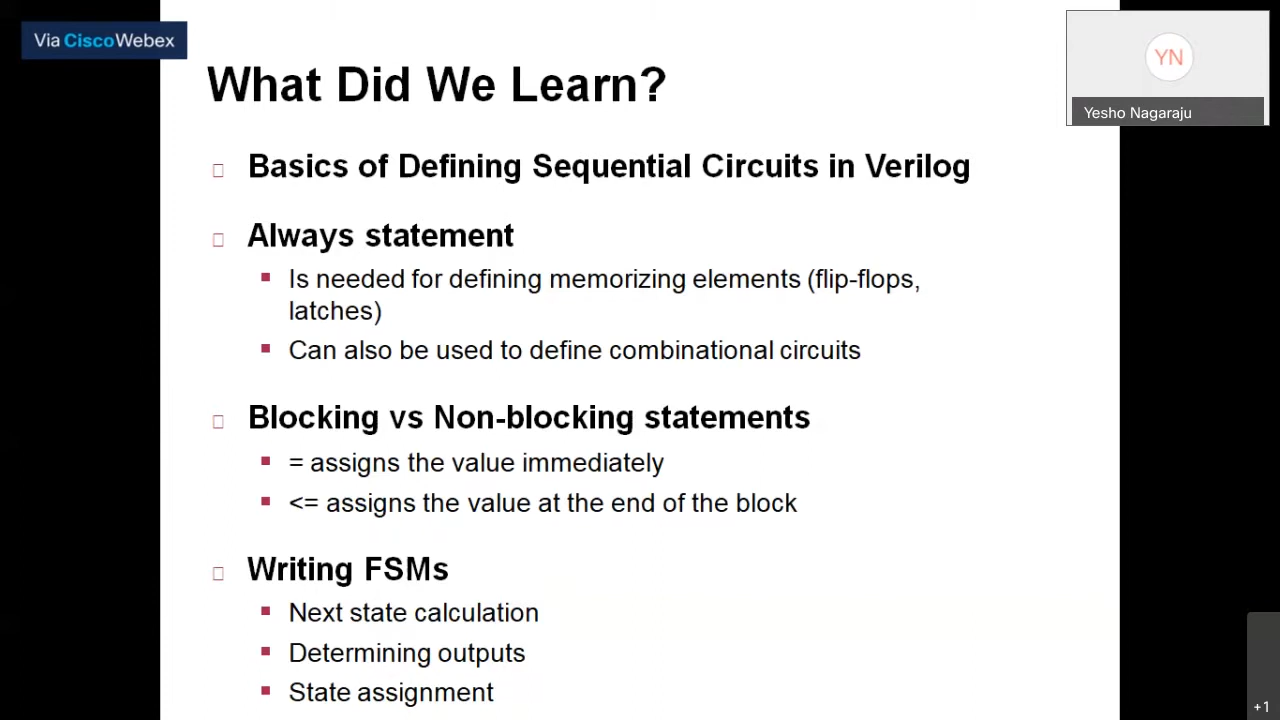 Via CiscoWebex
YN
Yesho Nagaraju
What Did We Learn?
Basics of Defining Sequential Circuits in Verilog
Always statement
Is needed for defining memorizing elements (flip-flops,
latches)
Can also be used to define combinational circuits
Blocking vs Non-blocking statements
= assigns the value immediately
<= assigns the value at the end of the block
Writing FSMs
Next state calculation
Determining outputs
State assignment
+1